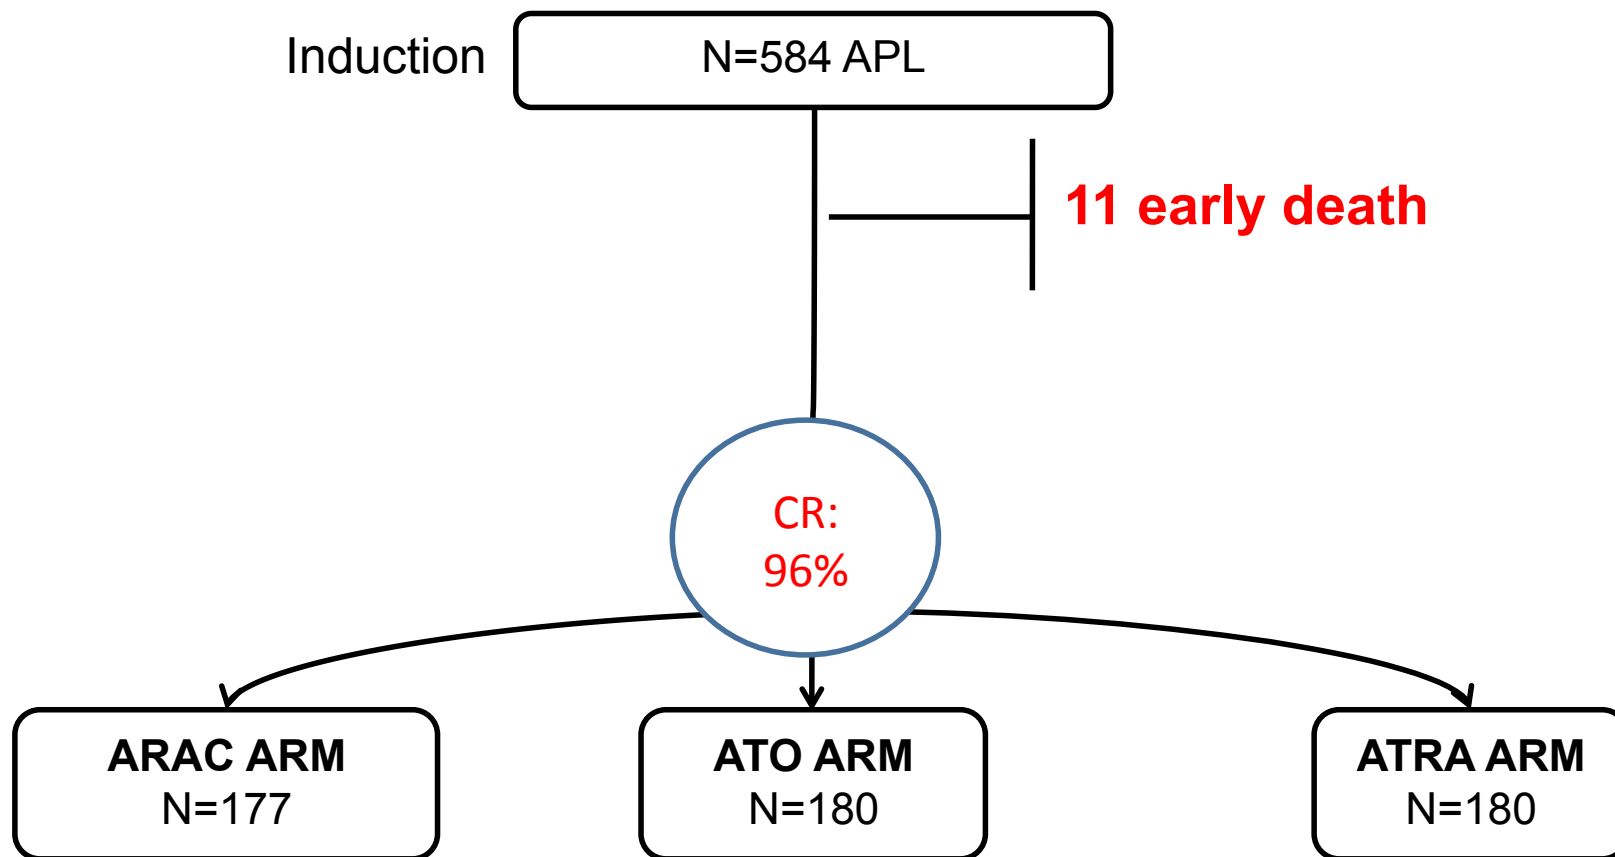 Induction
N=584 APL
11 early death
CR:
96%
ARAC ARM
N=177
ATO ARM
N=180
ATRA ARM
N=180